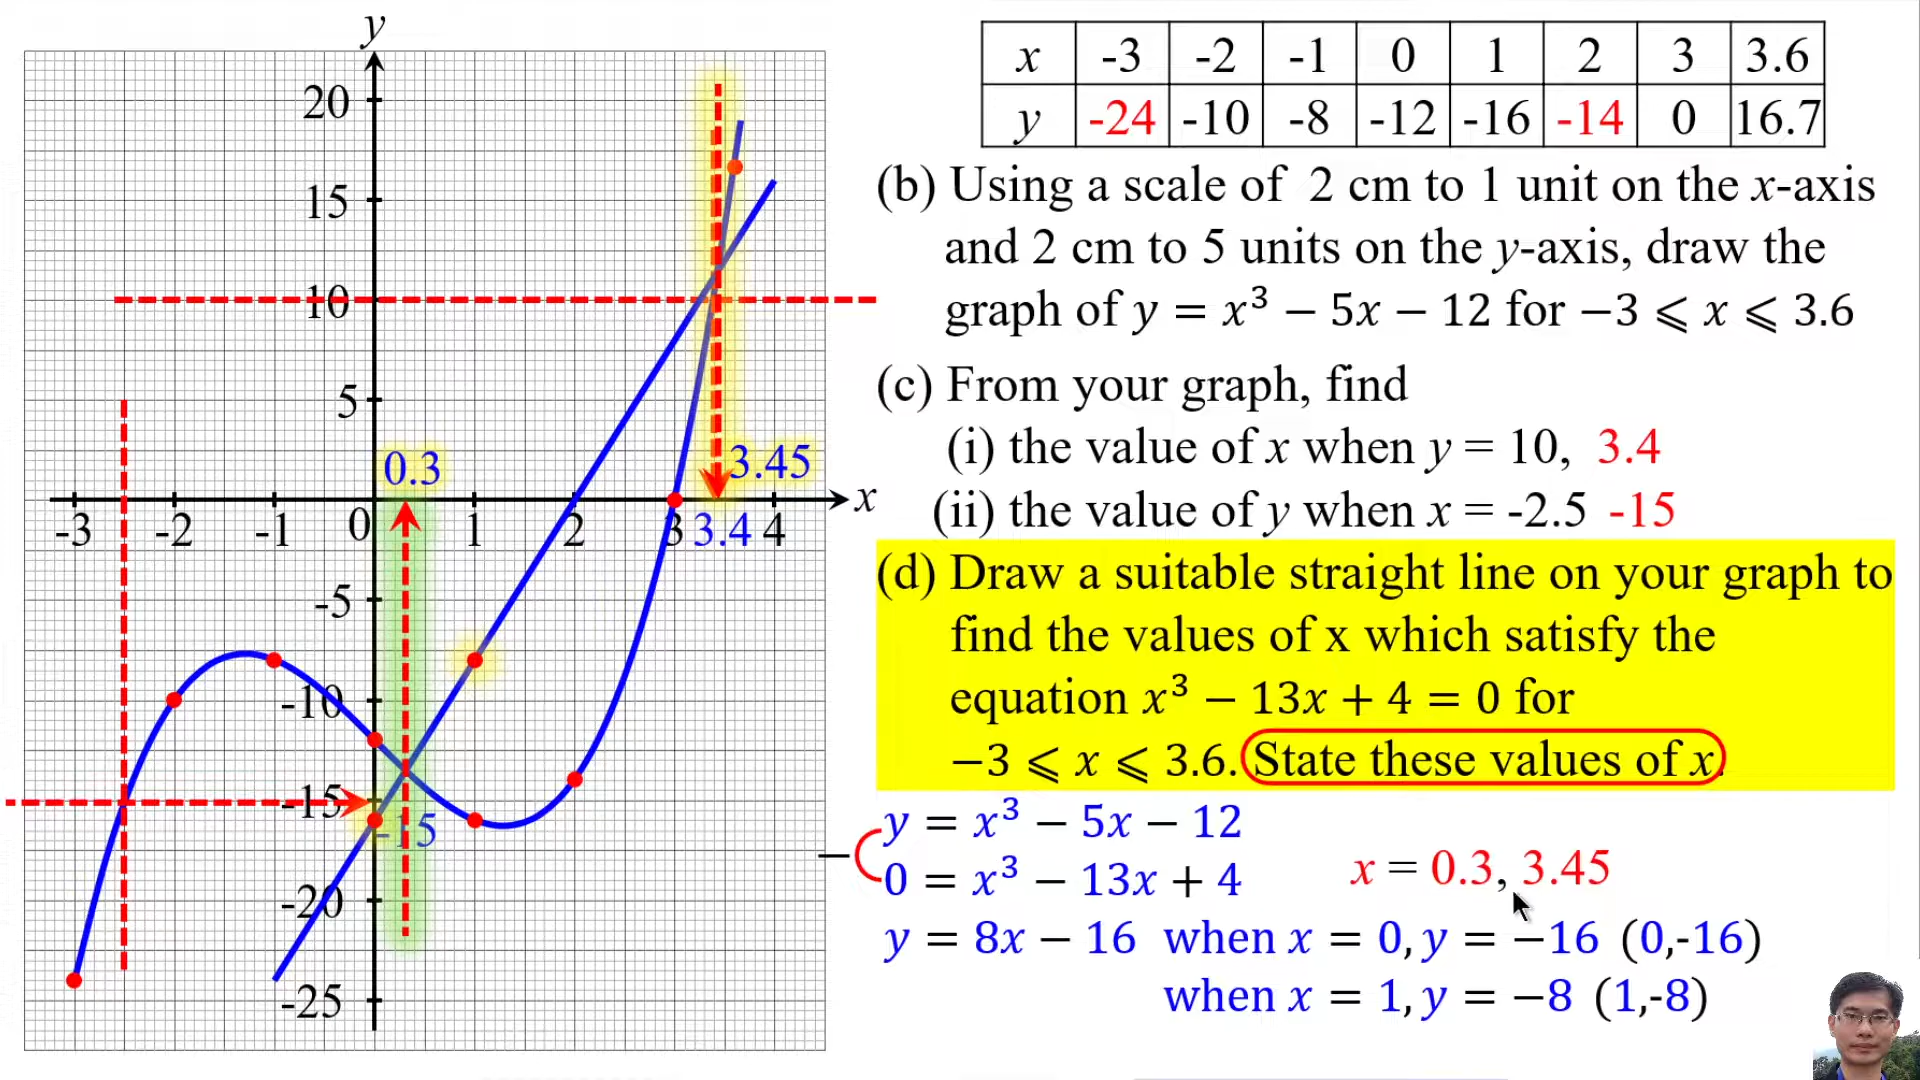 y
20
15
10
5
0.3
3.45
x
-3 -2 -1 0 1 2 3 3.4 4
-5
-10
-15
-15
-20
-25
x -3 -2 -1 0 1 2 3 3.6
y -24 -10 -8 -12 -16 -14 0 16.7
(b) Using a scale of 2 cm to 1 unit on the x-axis
and 2 cm to 5 units on the y-axis, draw the
graph of y = x³ − 5x − 12 for −3 ⩽ x ⩽ 3.6
(c) From your graph, find
(i) the value of x when y = 10, 3.4
(ii) the value of y when x = -2.5 -15
(d) Draw a suitable straight line on your graph to
find the values of x which satisfy the
equation x³ − 13x + 4 = 0 for
−3 ⩽ x ⩽ 3.6. State these values of x.
y = x³ − 5x − 12
0 = x³ − 13x + 4
x = 0.3, 3.45
y = 8x − 16 when x = 0, y = −16 (0,-16)
when x = 1, y = −8 (1,-8)